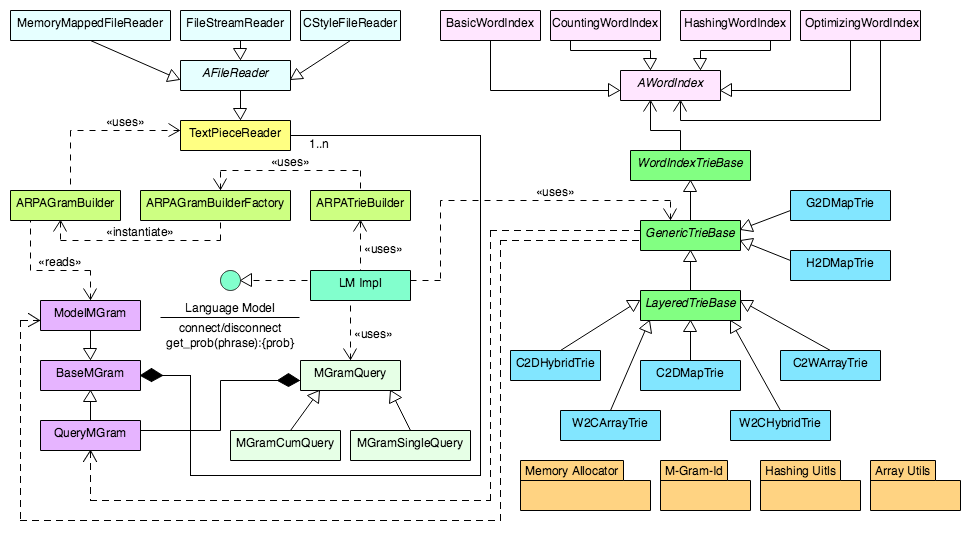 MemoryMappedFileReader
FileStreamReader
CStyleFileReader
BasicWordIndex
CountingWordIndex
HashingWordIndex
OptimizingWordIndex
AFileReader
AWordIndex
«uses»
TextPieceReader
1..n
«uses»
WordIndexTrieBase
ARPAGramBuilder
ARPAGramBuilderFactory
ARPATrieBuilder
«uses»
G2DMapTrie
«instantiate»
GenericTrieBase
«uses»
«reads»
H2DMapTrie
LM Impl
ModelMGram
Language Model
connect/disconnect
get_prob(phrase):{prob}
LayeredTrieBase
«uses»
BaseMGram
MGramQuery
C2DHybridTrie
C2DMapTrie
C2WArrayTrie
QueryMGram
MGramCumQuery
MGramSingleQuery
W2CArrayTrie
W2CHybridTrie
Memory Allocator
M-Gram-Id
Hashing Uitls
Array Utils